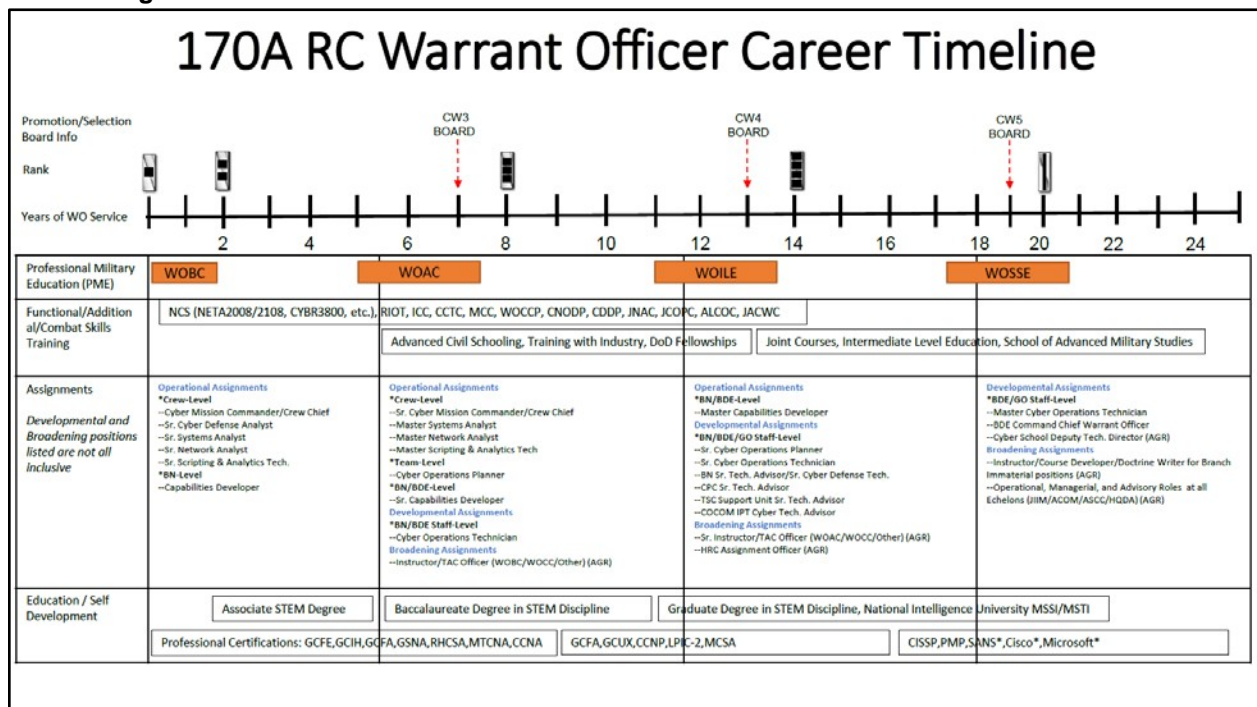 170A RC Warrant Officer Career Timeline
Promotion/Selection
Board Info
CW3
BOARD
CW4
BOARD
CW5
BOARD
Rank
Years of WO Service
2 4 6 8 10 12 14 16 18 20 22 24
Professional Military
Education (PME)
WOBC
WOAC
WOILE
WOSSE
Functional/Addition
al/Combat Skills
Training
NCS (NETA2008/2108, CYBR3800, etc.), RIOT, ICC, CCTC, MCC, WOCCP, CNODP, CDDP, JNAC, JCOPC, ALCOC, JACWC
Advanced Civil Schooling, Training with Industry, DoD Fellowships
Joint Courses, Intermediate Level Education, School of Advanced Military Studies
Assignments
Developmental and
Broadening positions
listed are not all
inclusive
Operational Assignments
*Crew-Level
--Cyber Mission Commander/Crew Chief
--Sr. Cyber Defense Analyst
--Sr. Systems Analyst
--Sr. Network Analyst
--Sr. Scripting & Analytics Tech.
*BN-Level
--Capabilities Developer
Operational Assignments
*Crew-Level
--Sr. Cyber Mission Commander/Crew Chief
--Master Systems Analyst
--Master Network Analyst
--Master Scripting & Analytics Tech
*Team-Level
--Cyber Operations Planner
*BN/BDE-Level
--Sr. Capabilities Developer
Developmental Assignments
*BN/BDE Staff-Level
--Cyber Operations Technician
Broadening Assignments
--Instructor/TAC Officer (WOBC/WOCC/Other) (AGR)
Operational Assignments
*BN/BDE-Level
--Master Capabilities Developer
Developmental Assignments
*BN/BDE/GO Staff-Level
--Sr. Cyber Operations Planner
--Sr. Cyber Operations Technician
--BN Sr. Tech Advisor/Sr. Cyber Defense Tech.
--CPC Sr. Tech. Advisor
--TSC Support Unit Sr. Tech. Advisor
--COCOM IPT Cyber Tech. Advisor
Broadening Assignments
--Sr. Instructor/TAC Officer (WOAC/WOCC/Other) (AGR)
--HRC Assignment Officer (AGR)
Developmental Assignments
*BDE/GO Staff-Level
--Master Cyber Operations Technician
--BDE Command Chief Warrant Officer
--Cyber School Deputy Tech. Director (AGR)
Broadening Assignments
--Instructor/Course Developer/Doctrine Writer for Branch
Immaterial positions (AGR)
--Operational, Managerial, and Advisory Roles at all
Echelons (JIIM/ACOM/ASCC/HQDA) (AGR)
Education / Self
Development
Associate STEM Degree
Baccalaureate Degree in STEM Discipline
Graduate Degree in STEM Discipline, National Intelligence University MSSI/MSTI
Professional Certifications: GCFE,GCIH,GCFA,GSNA,RHCSA,MTCNA,CCNA
GCFA,GCUX,CCNP,LPIC-2,MCSA
CISSP,PMP,SANS*,Cisco*,Microsoft*